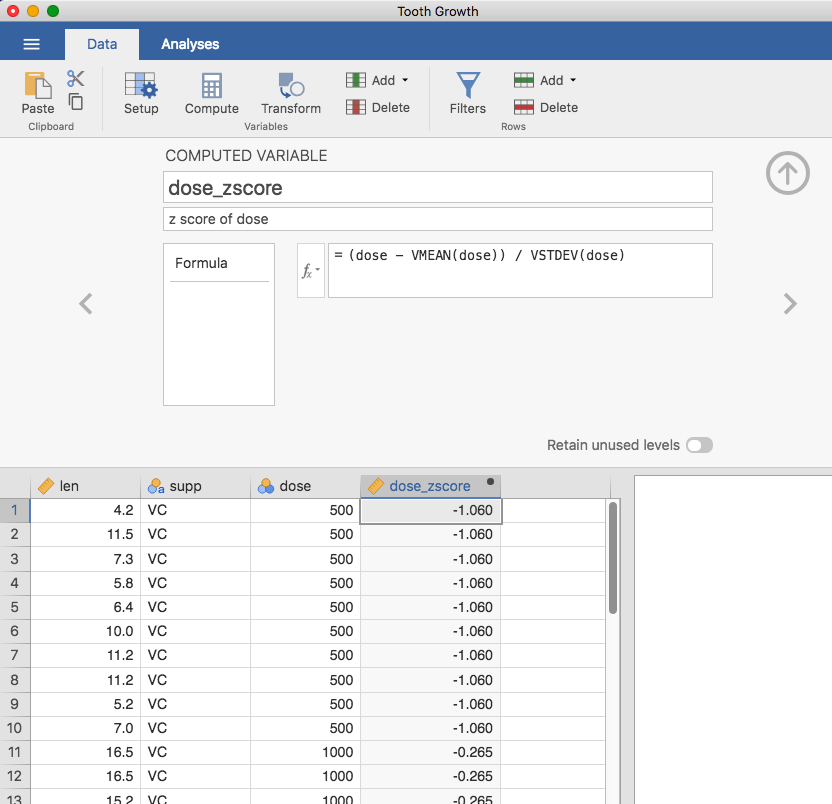 Tooth Growth
Data Analyses
Paste Setup Compute Transform Add Delete Filters Add Delete
Clipboard Variables Rows
COMPUTED VARIABLE
dose_zscore
z score of dose
Formula
fx = (dose − VMEAN(dose)) / VSTDEV(dose)
Retain unused levels
len supp dose dose_zscore
1 4.2 VC 500 -1.060
2 11.5 VC 500 -1.060
3 7.3 VC 500 -1.060
4 5.8 VC 500 -1.060
5 6.4 VC 500 -1.060
6 10.0 VC 500 -1.060
7 11.2 VC 500 -1.060
8 11.2 VC 500 -1.060
9 5.2 VC 500 -1.060
10 7.0 VC 500 -1.060
11 16.5 VC 1000 -0.265
12 16.5 VC 1000 -0.265
13 15.2 VC 1000 -0.265